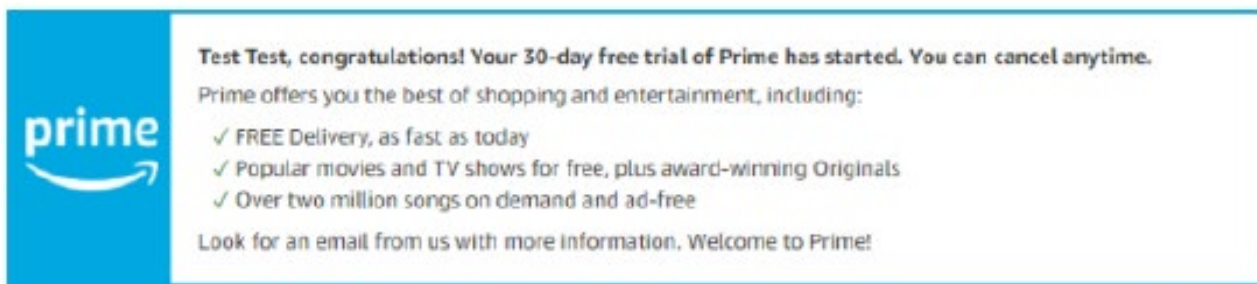 prime
Test Test, congratulations! Your 30-day free trial of Prime has started. You can cancel anytime.
Prime offers you the best of shopping and entertainment, including:
✓ FREE Delivery, as fast as today
✓ Popular movies and TV shows for free, plus award-winning Originals
✓ Over two million songs on demand and ad-free
Look for an email from us with more information. Welcome to Prime!